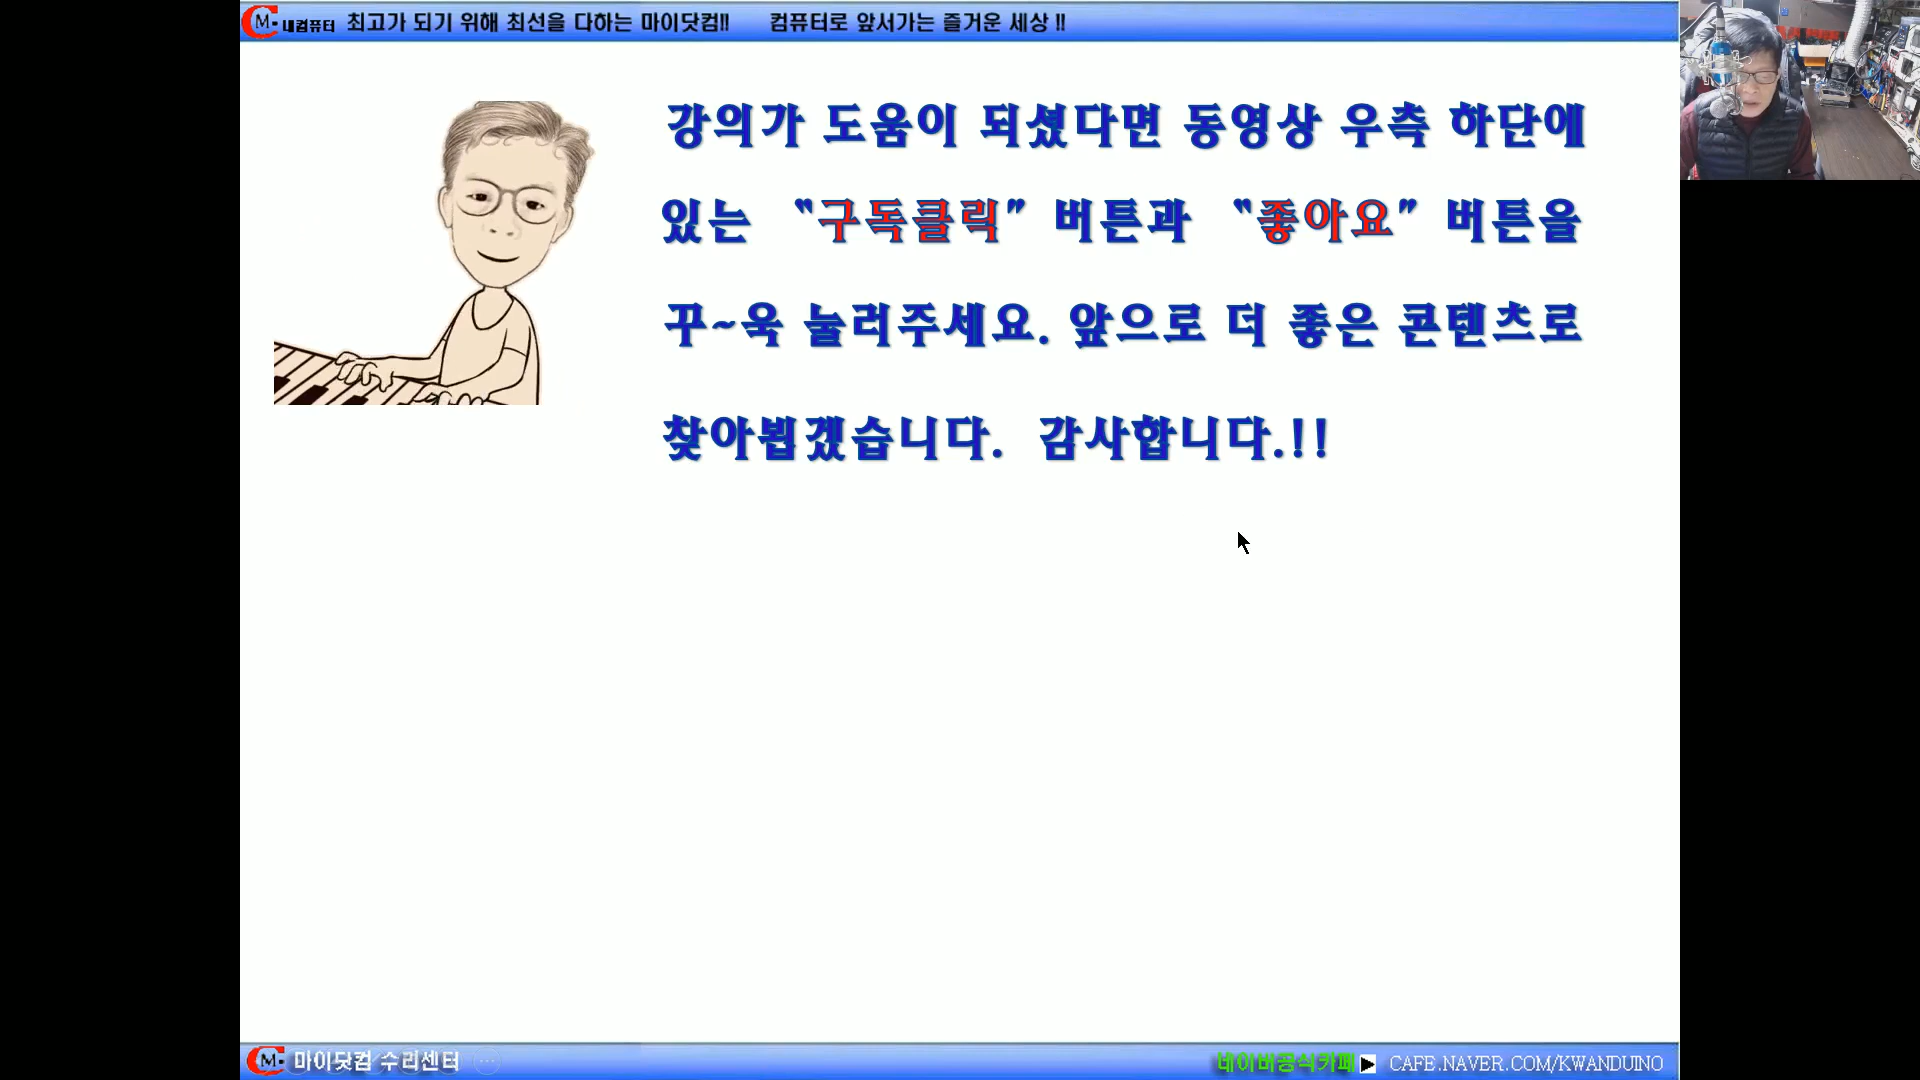 CM. 내컴퓨터 최고가 되기 위해 최선을 다하는 마이닷컴!! 컴퓨터로 앞서가는 즐거운 세상 !!
강의가 도움이 되셨다면 동영상 우측 하단에
있는 "구독클릭" 버튼과 "좋아요" 버튼을
꾸~욱 눌러주세요. 앞으로 더 좋은 콘텐츠로
찾아뵙겠습니다. 감사합니다.!!
CM. 마이닷컴 수리센터
네이버공식카페 ▶ CAFE.NAVER.COM/KWANDUINO